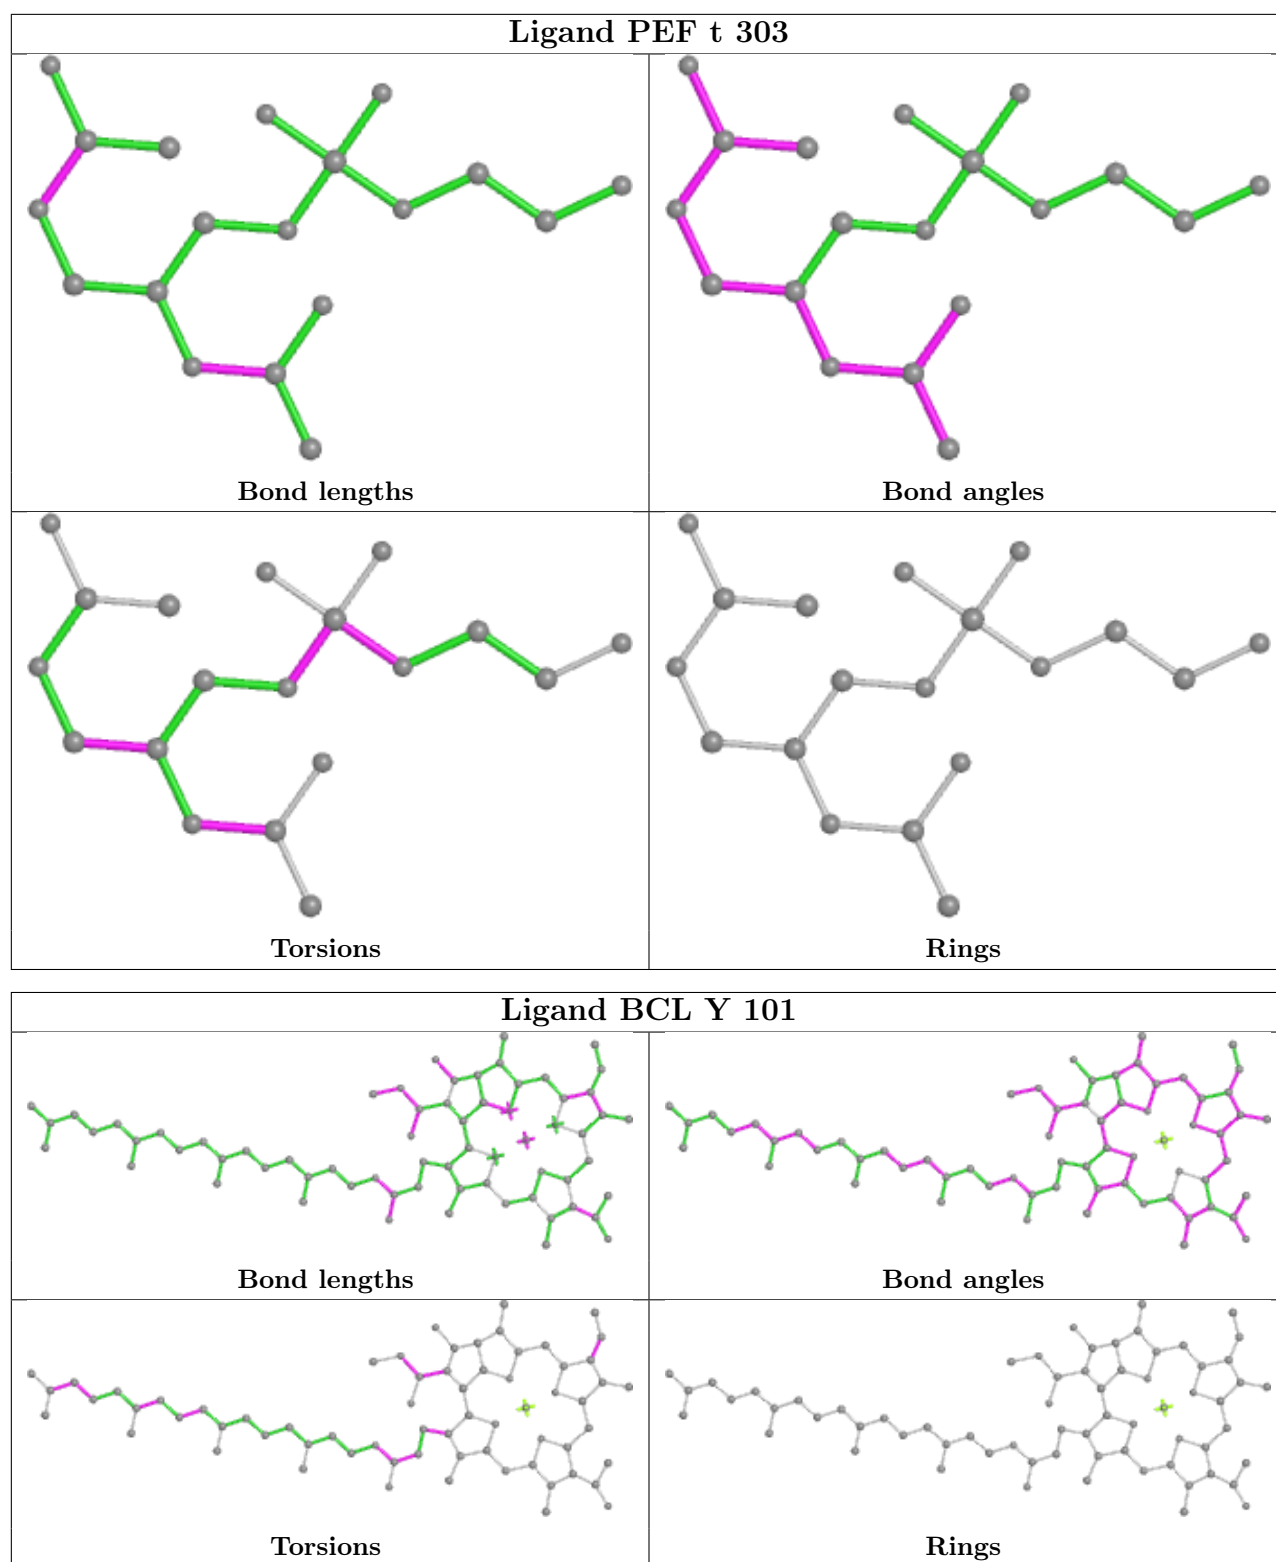 Ligand PEF t 303
Bond lengths
Bond angles
Torsions
Rings
Ligand BCL Y 101
Bond lengths
Bond angles
Torsions
Rings